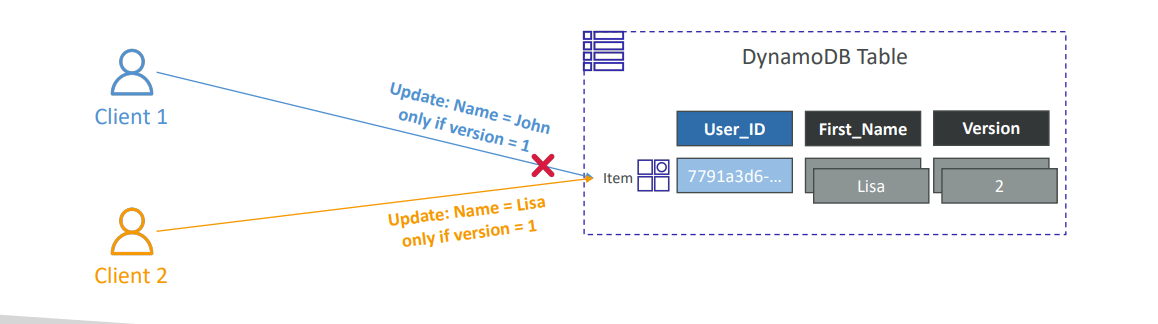 DynamoDB Table
Client 1
Update: Name = John
only if version = 1
User_ID
First_Name
Version
Item
7791a3d6-...
Lisa
2
Update: Name = Lisa
only if version = 1
Client 2